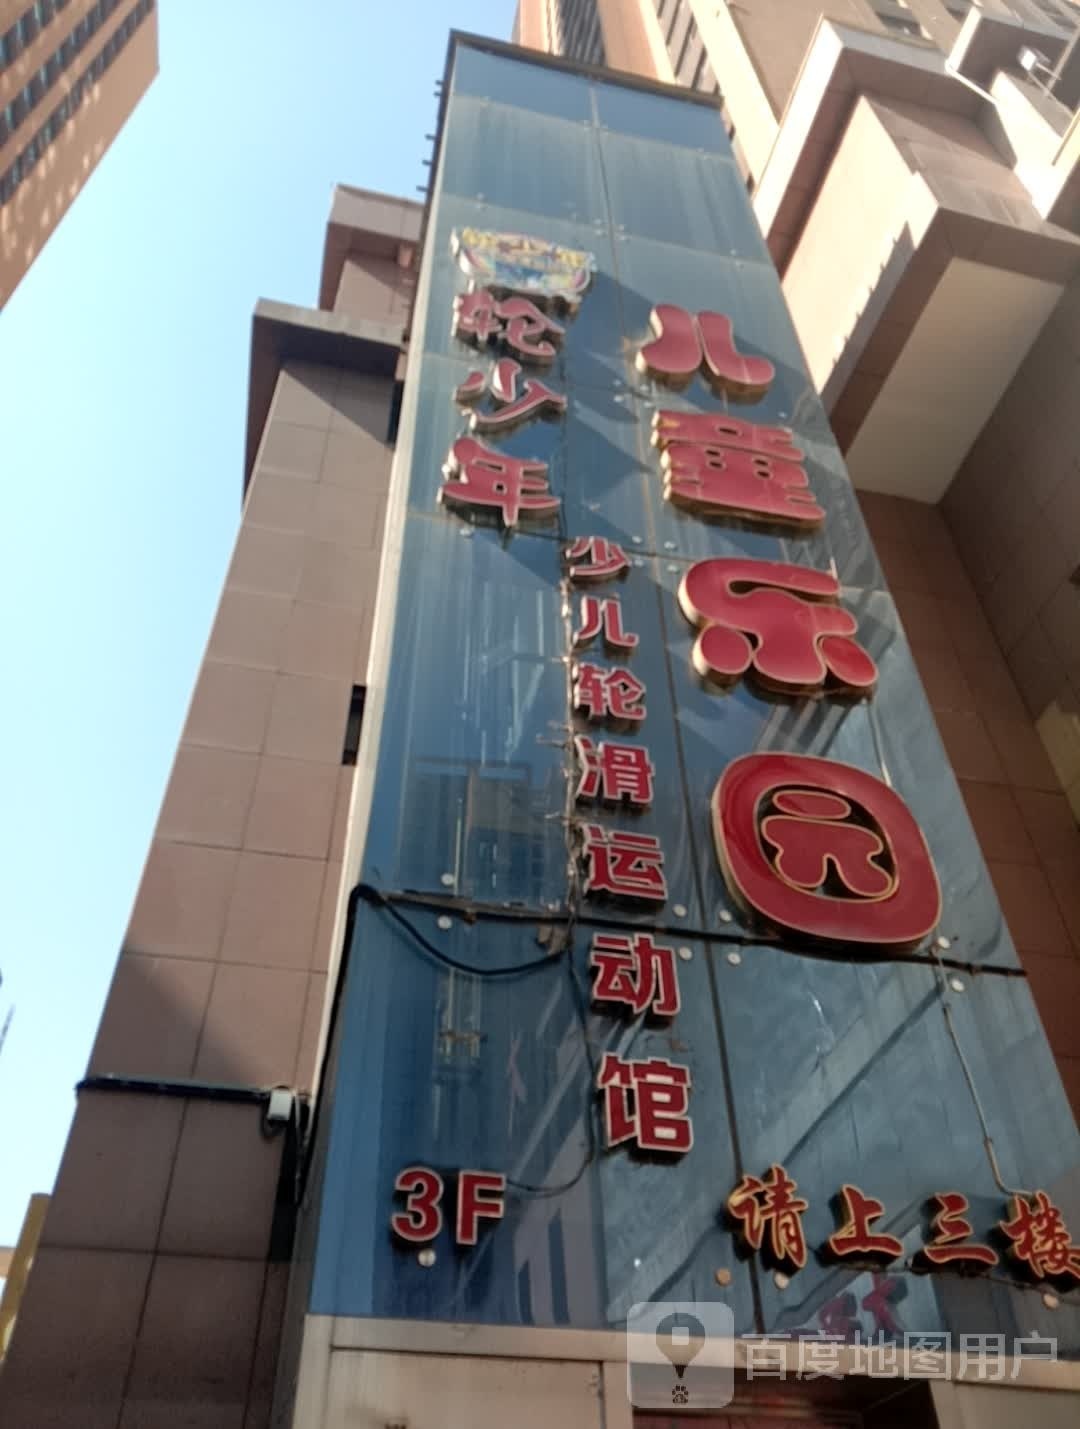 轮少年
少儿轮滑运动馆
3F
儿童乐园
请上三楼
百度地图用户